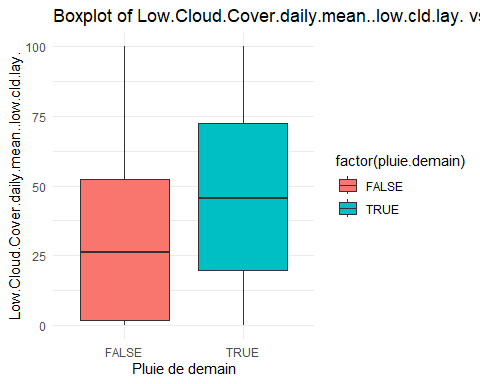 Boxplot of Low.Cloud.Cover.daily.mean..low.cld.lay. vs
Low.Cloud.Cover.daily.mean..low.cld.lay.
100
75
50
25
0
FALSE
TRUE
Pluie de demain
factor(pluie.demain)
FALSE
TRUE